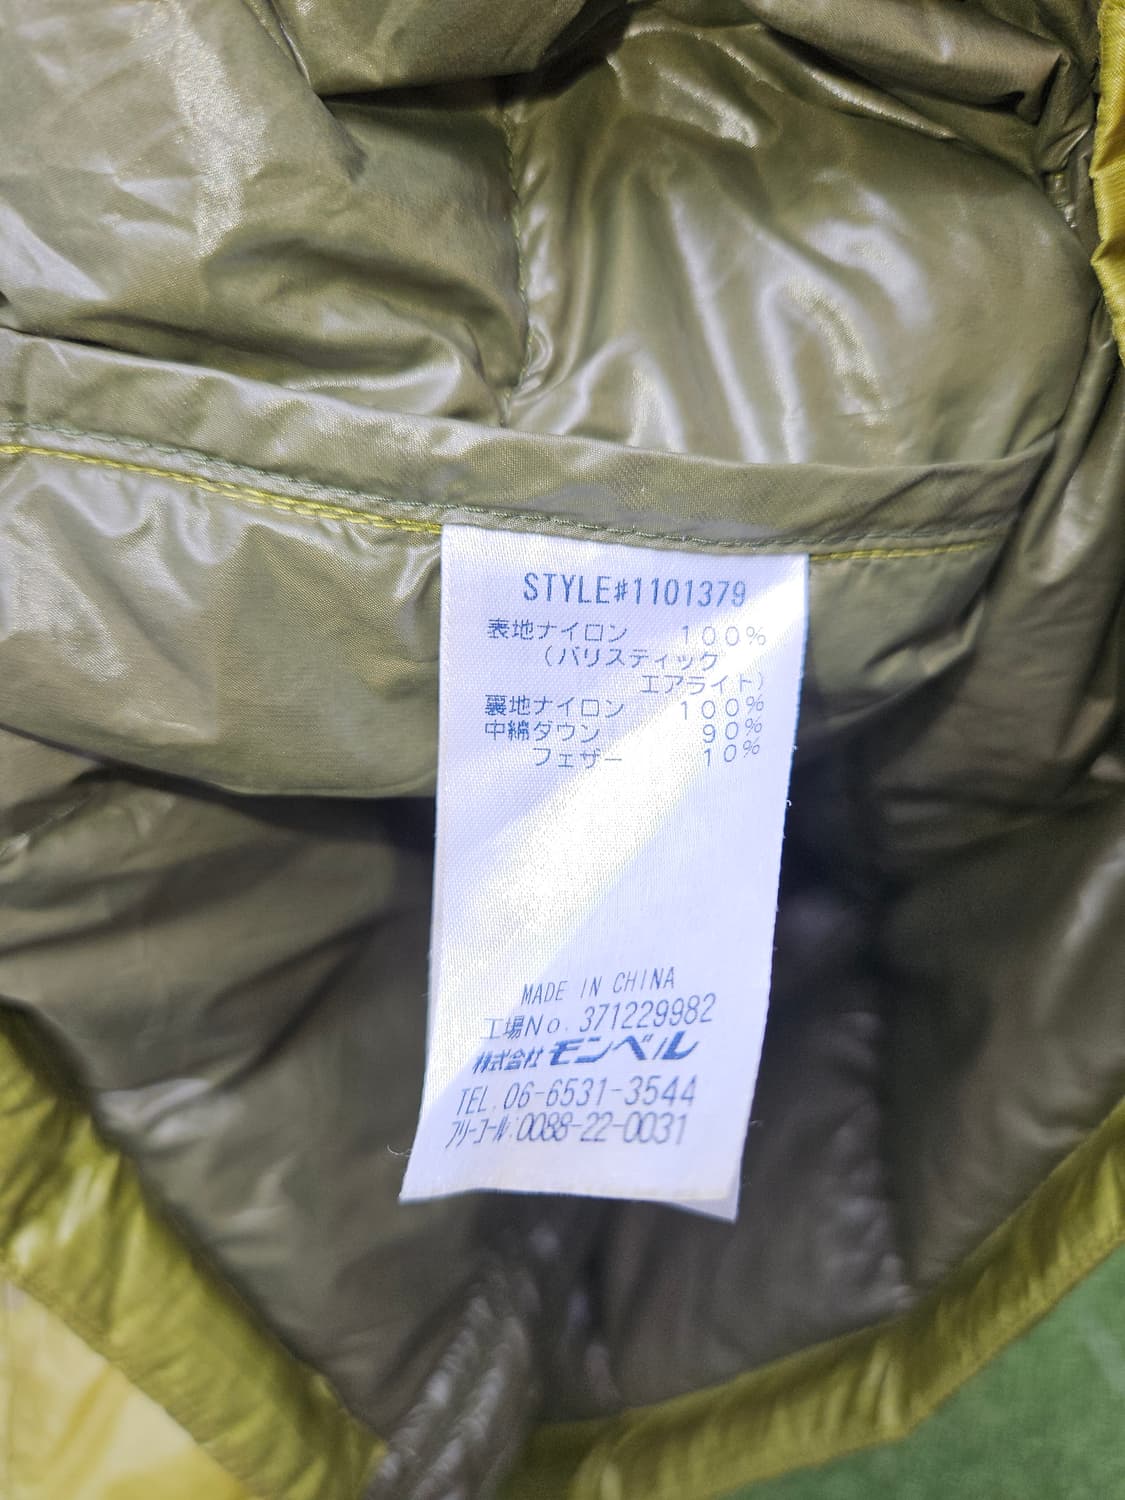 STYLE#1101379
表地ナイロン 100%
(バリスティック
エアライト)
裏地ナイロン 100%
中綿ダウン 90%
フェザー 10%
MADE IN CHINA
工場No. 371229982
株式会社モンベル
TEL. 06-6531-3544
フリーコール:0088-22-0031